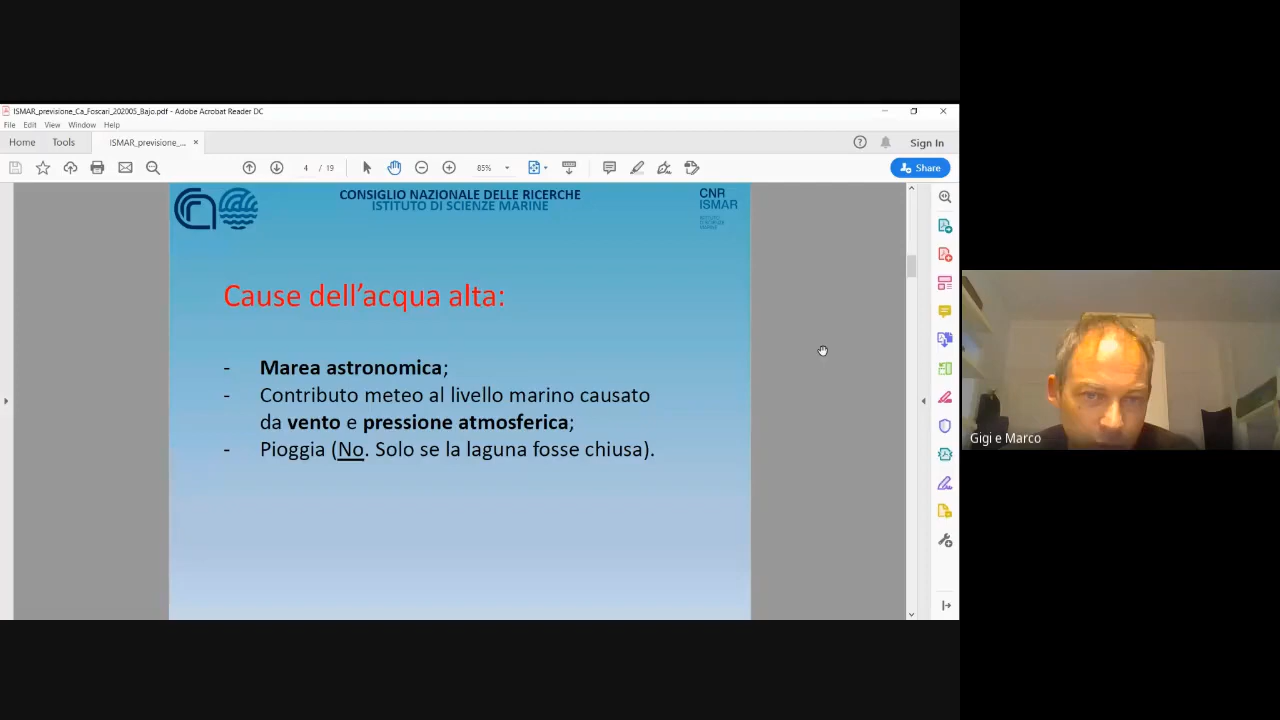 ISMAR_previsione_Ca_Foscari_202005_Bajo.pdf - Adobe Acrobat Reader DC
File Edit View Window Help
Home Tools ISMAR_previsione_... ×
Sign In
4 / 19
85%
Share
CONSIGLIO NAZIONALE DELLE RICERCHE
ISTITUTO DI SCIENZE MARINE
CNR
ISMAR
Cause dell'acqua alta:
- Marea astronomica;
- Contributo meteo al livello marino causato
da vento e pressione atmosferica;
- Pioggia (No. Solo se la laguna fosse chiusa).
Gigi e Marco